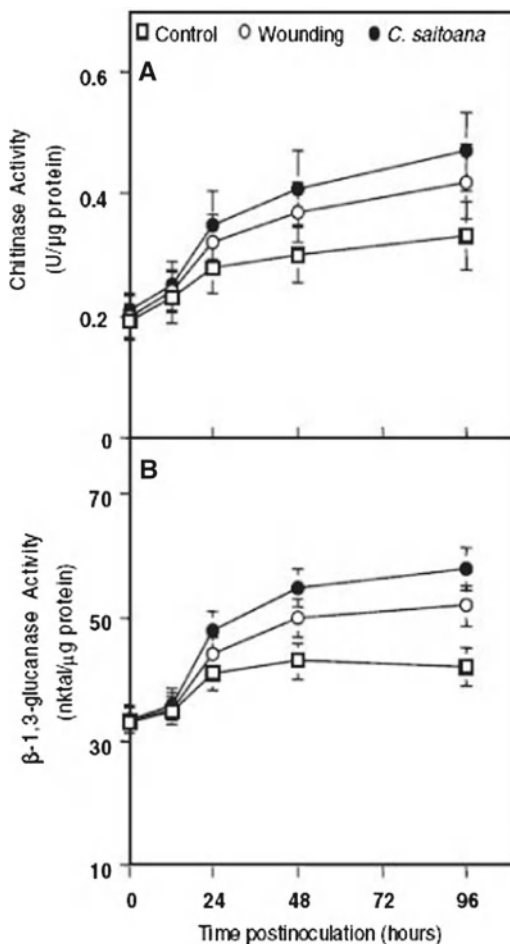 Control Wounding C. saitoana
A
0.6
0.4
0.2
0
Chitinase Activity
(U/µg protein)
B
70
50
30
10
β-1,3-glucanase Activity
(nktal/µg protein)
0 24 48 72 96
Time postinoculation (hours)